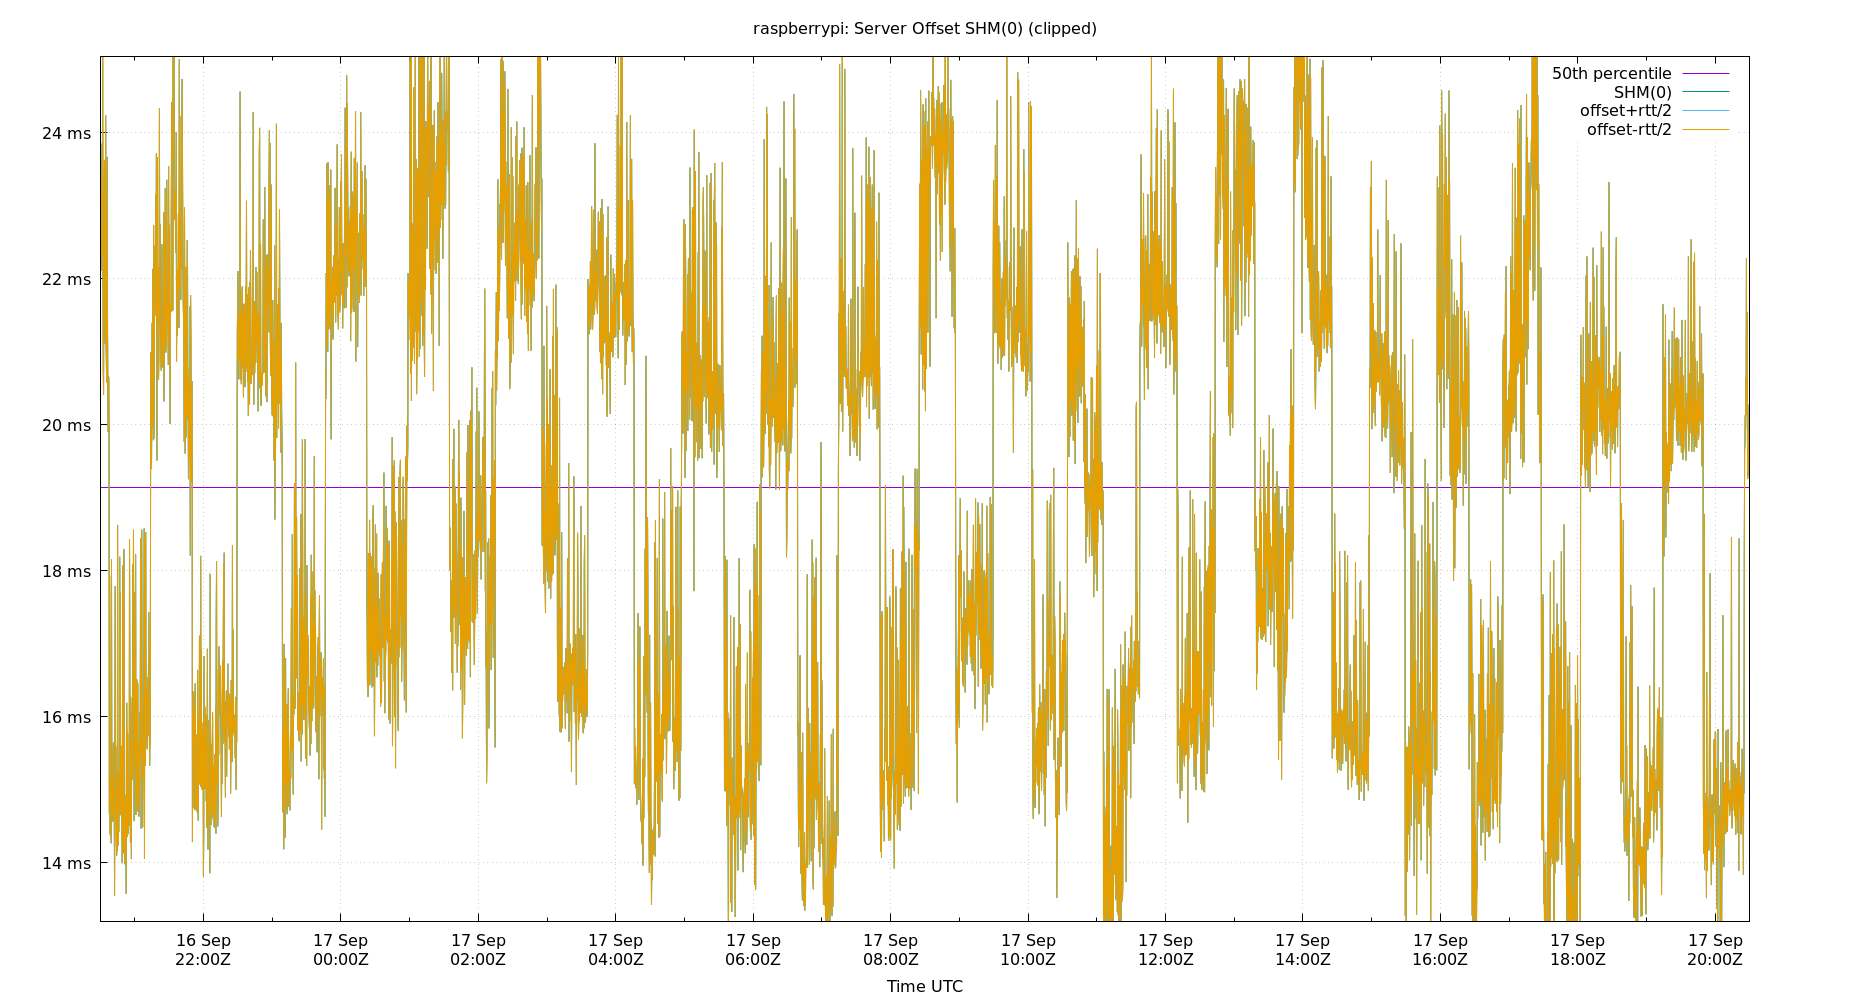 raspberrypi: Server Offset SHM(0) (clipped)
50th percentile
SHM(0)
offset+rtt/2
offset-rtt/2
24 ms
22 ms
20 ms
18 ms
16 ms
14 ms
16 Sep 17 Sep 17 Sep 17 Sep 17 Sep 17 Sep 17 Sep 17 Sep 17 Sep 17 Sep 17 Sep 17 Sep
22:00Z 00:00Z 02:00Z 04:00Z 06:00Z 08:00Z 10:00Z 12:00Z 14:00Z 16:00Z 18:00Z 20:00Z
Time UTC